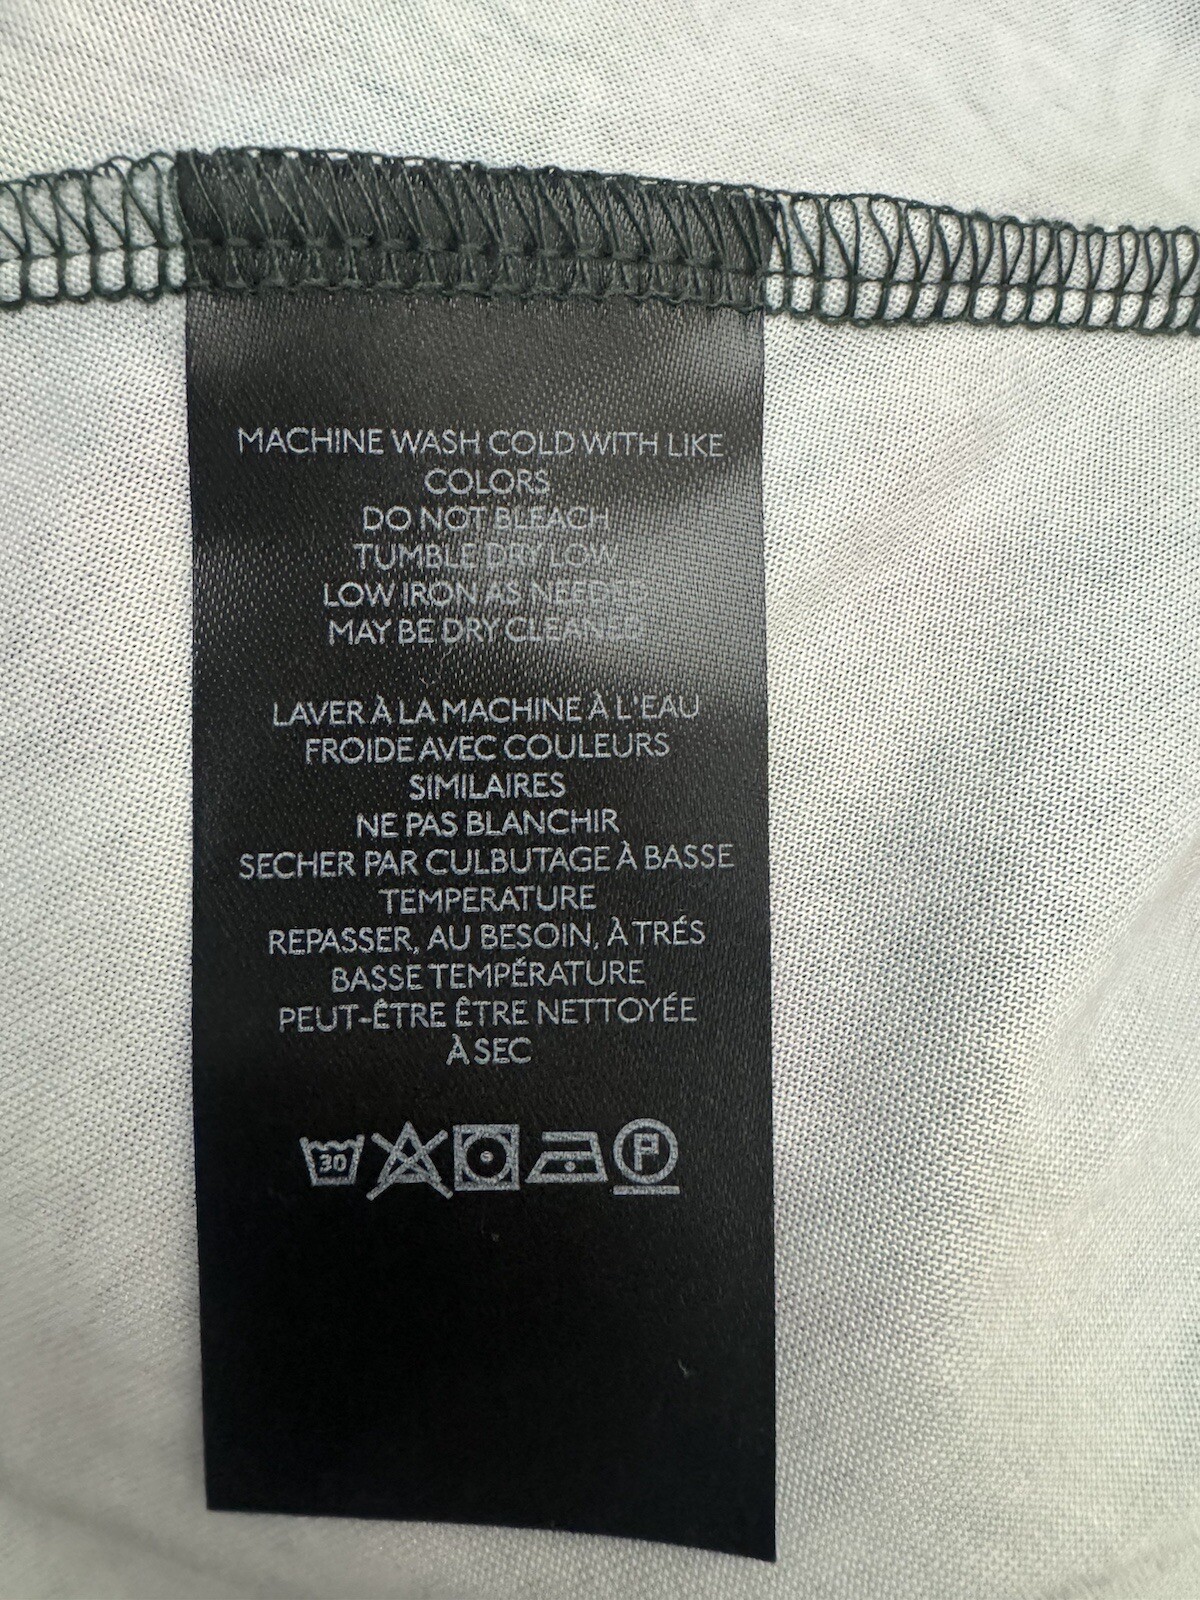 MACHINE WASH COLD WITH LIKE
COLORS
DO NOT BLEACH
TUMBLE DRY LOW
LOW IRON AS NEEDED
MAY BE DRY CLEANED
LAVER À LA MACHINE À L'EAU
FROIDE AVEC COULEURS
SIMILAIRES
NE PAS BLANCHIR
SECHER PAR CULBUTAGE À BASSE
TEMPERATURE
REPASSER, AU BESOIN, À TRÉS
BASSE TEMPÉRATURE
PEUT-ÊTRE ÊTRE NETTOYÉE
À SEC
30 P